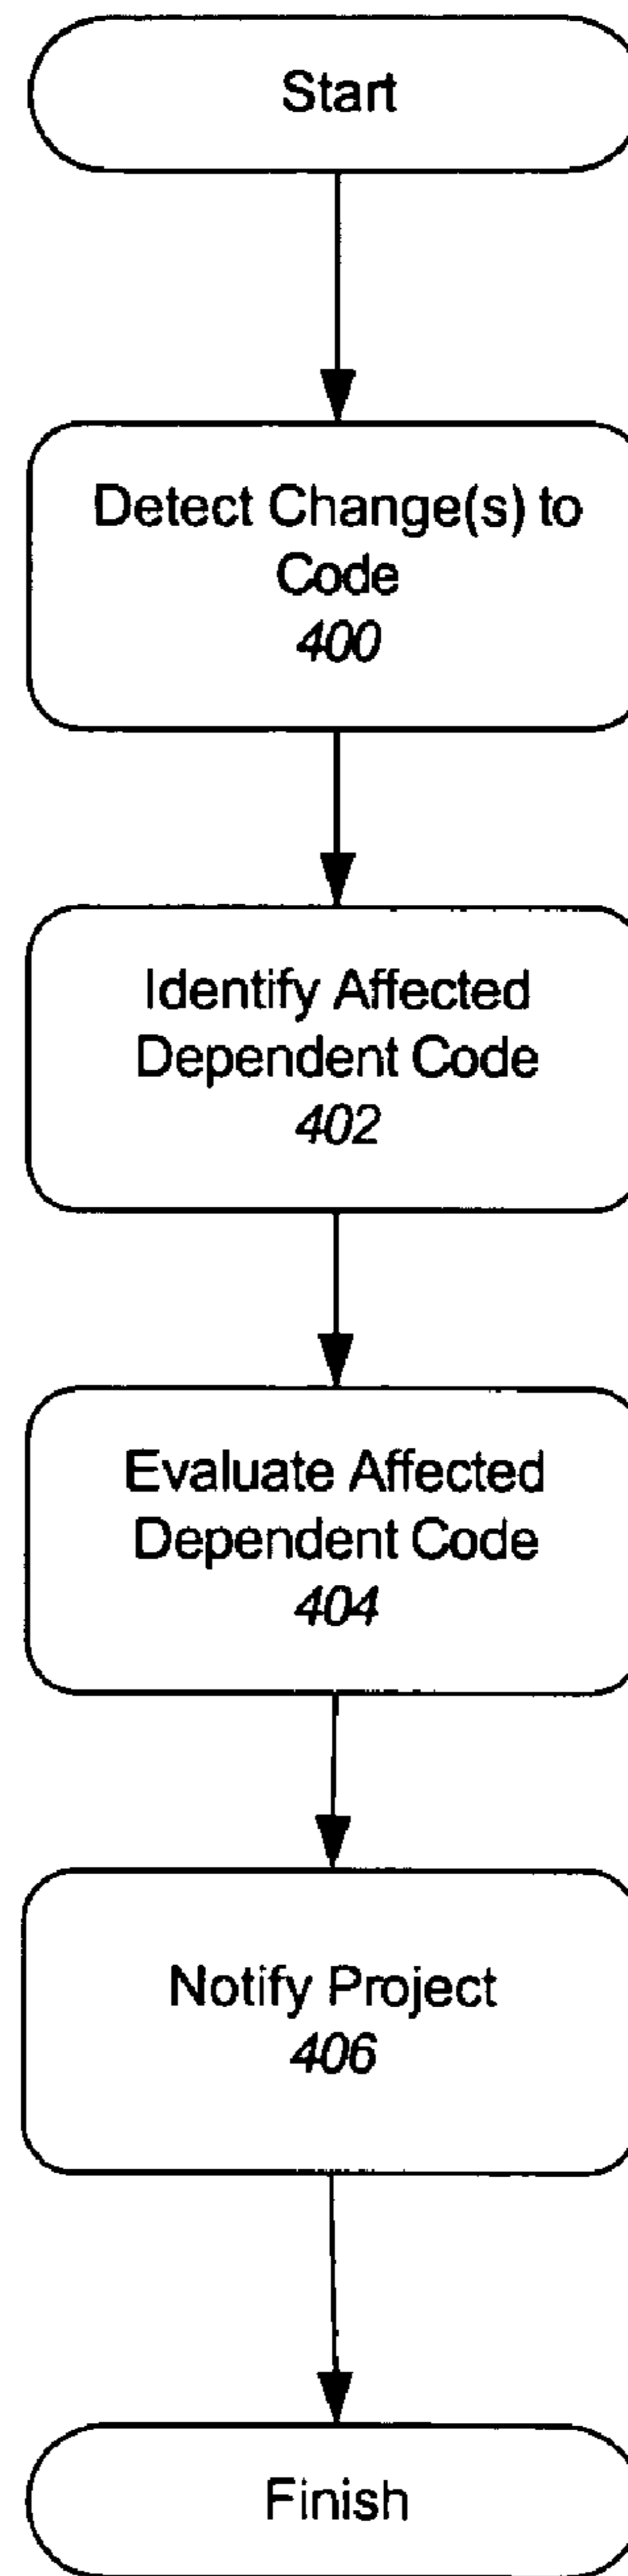 Start
Detect Change(s) to
Code
400
Identify Affected
Dependent Code
402
Evaluate Affected
Dependent Code
404
Notify Project
406
Finish